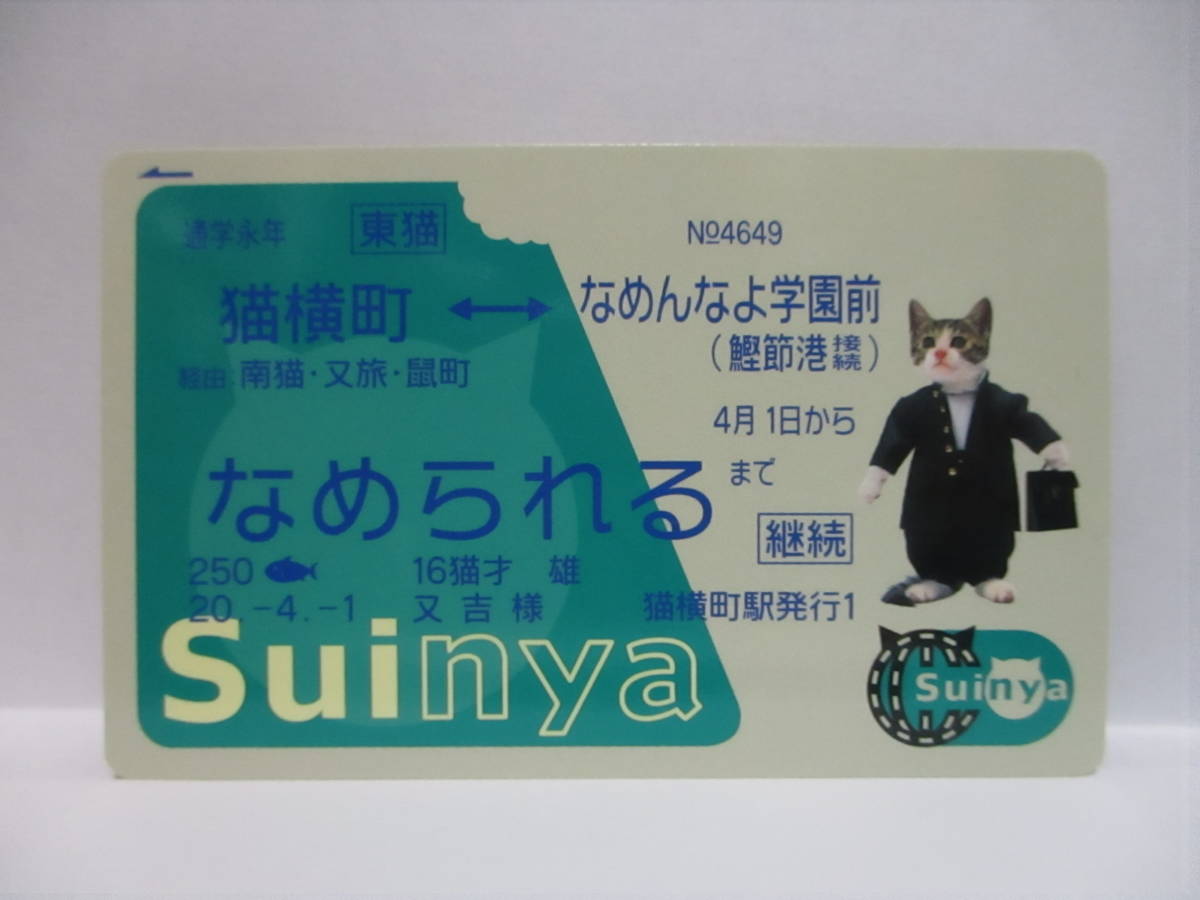 通学永年 東猫 №4649
猫横町 ↔ なめんなよ学園前
(鰹節港接続)
経由 南猫・又旅・鼠町
4月 1日から
なめられる まで
継続
250 16猫才 雄
20.-4.-1 又吉様 猫横町駅発行1
Suinya
Suinya